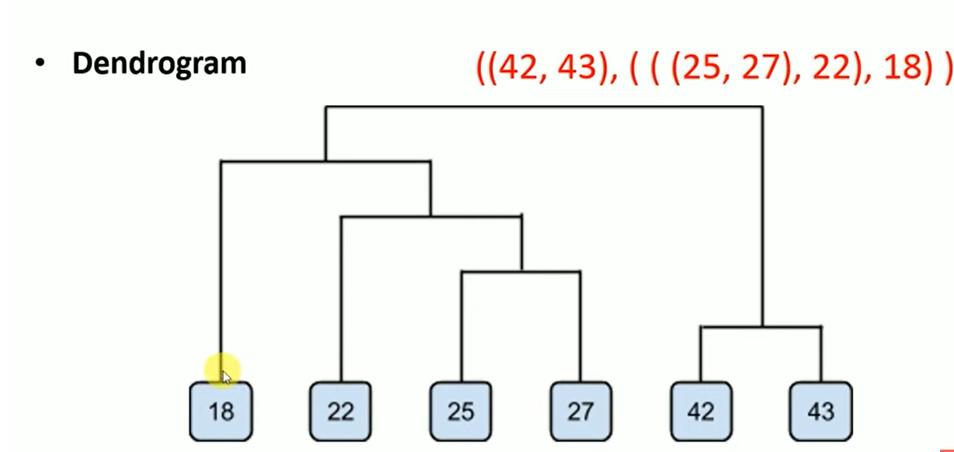 • Dendrogram ((42, 43), ( ( (25, 27), 22), 18) )
18 22 25 27 42 43